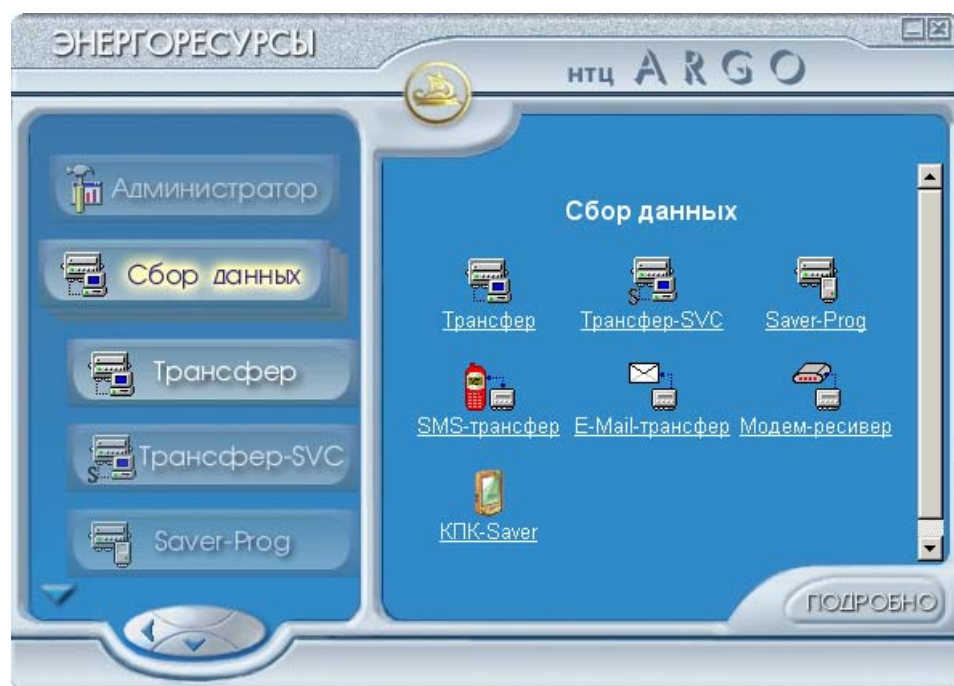 ЭНЕРГОРЕСУРСЫ
НТЦ ARGO
Администратор
Сбор данных
Трансфер
Трансфер-SVC
S
Saver-Prog
Сбор данных
Трансфер
Трансфер-SVC
S
Saver-Prog
SMS-трансфер
E-Mail-трансфер
Модем-ресивер
КПК-Saver
ПОДРОБНО